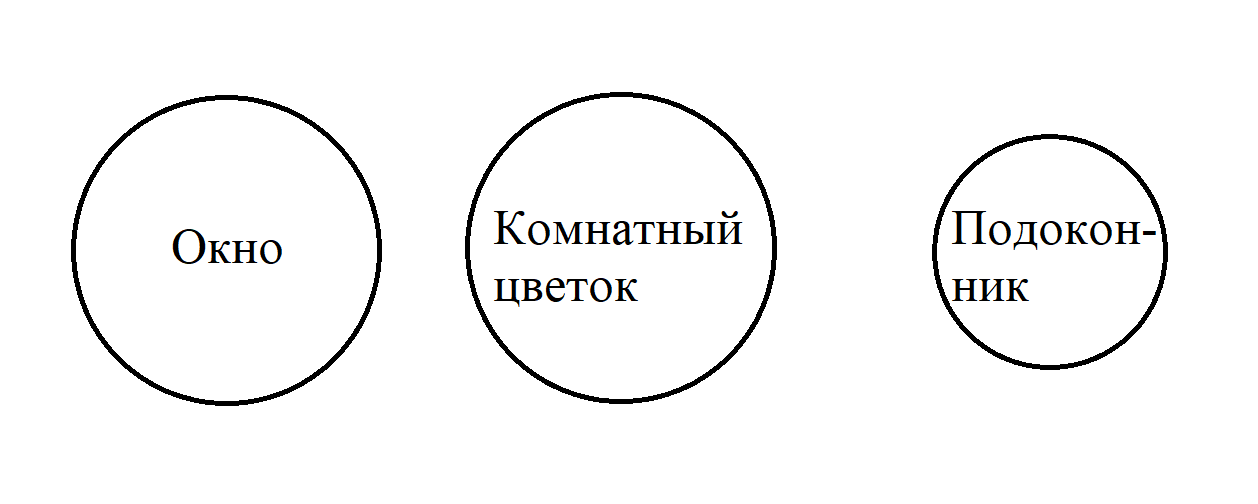 Окно
Комнатный
цветок
Подокон-
ник